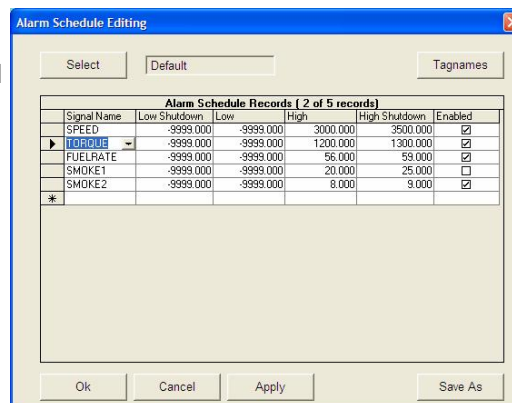 Alarm Schedule Editing
Select Default Tagnames
Alarm Schedule Records ( 2 of 5 records)
Signal Name Low Shutdown Low High High Shutdown Enabled
SPEED -9999.000 -9999.000 3000.000 3500.000
TORQUE -9999.000 -9999.000 1200.000 1300.000
FUELRATE -9999.000 -9999.000 56.000 59.000
SMOKE1 -9999.000 -9999.000 20.000 25.000
SMOKE2 -9999.000 -9999.000 8.000 9.000
Ok Cancel Apply Save As